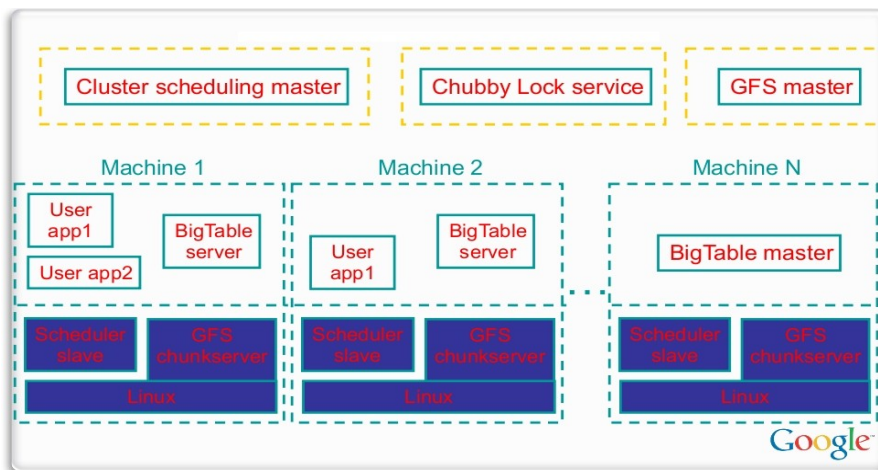 Cluster scheduling master
Chubby Lock service
GFS master
Machine 1
Machine 2
Machine N
User
app1
User app2
BigTable
server
User
app1
BigTable
server
BigTable master
Scheduler
slave
GFS
chunkserver
Linux
Scheduler
slave
GFS
chunkserver
Linux
Scheduler
slave
GFS
chunkserver
Linux
Google™